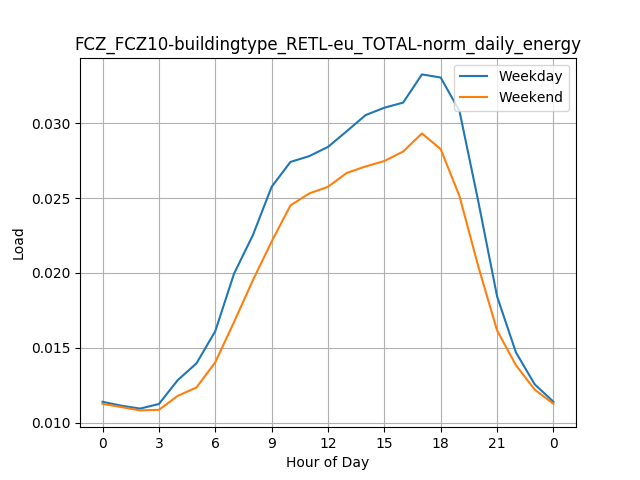 FCZ_FCZ10-buildingtype_RETL-eu_TOTAL-norm_daily_energy
Weekday
Weekend
0.030
0.025
0.020
0.015
0.010
Load
0 3 6 9 12 15 18 21 0
Hour of Day